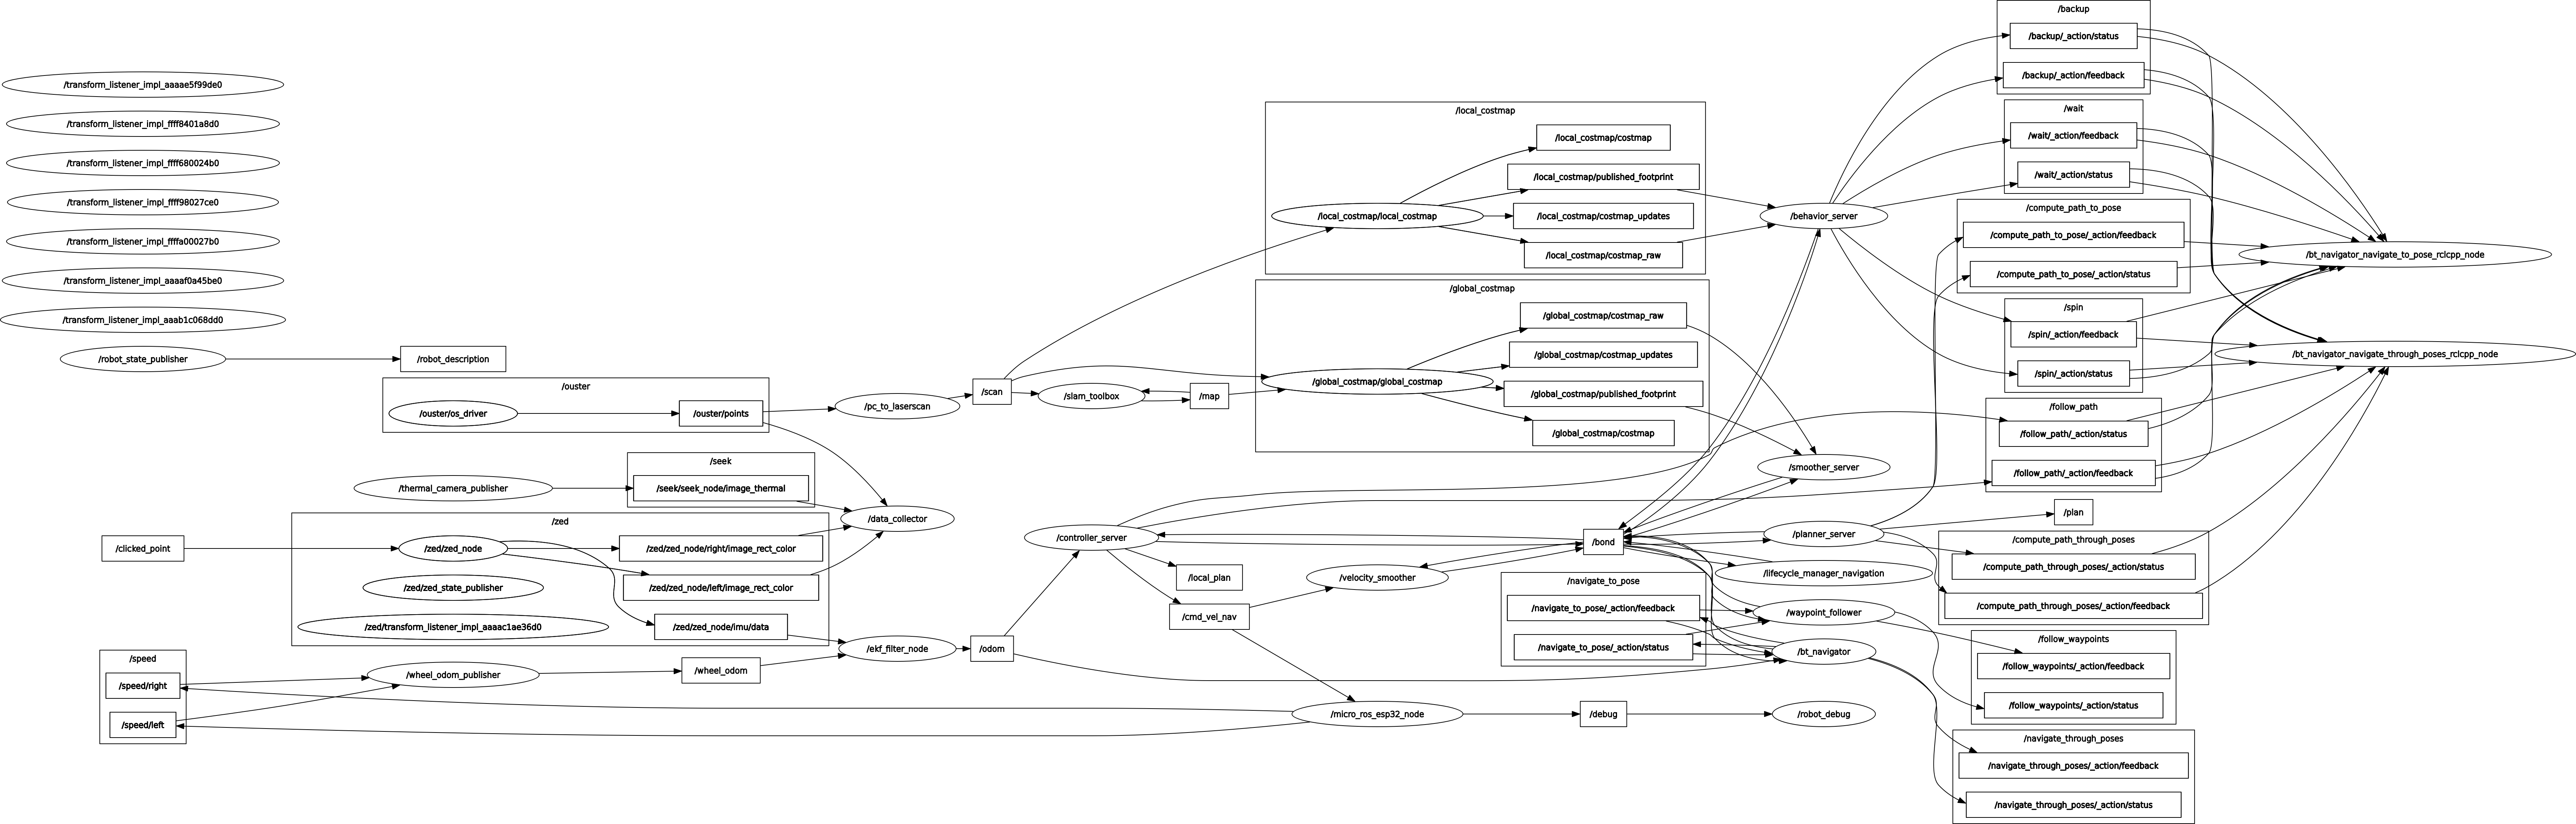 /transform_listener_impl_aaaae5f99de0
/transform_listener_impl_ffff8401a8d0
/transform_listener_impl_ffff680024b0
/transform_listener_impl_ffff98027ce0
/transform_listener_impl_ffffa00027b0
/transform_listener_impl_aaaaf0a45be0
/transform_listener_impl_aaab1c068dd0
/robot_state_publisher
/robot_description
/ouster
/ouster/os_driver
/ouster/points
/pc_to_laserscan
/scan
/slam_toolbox
/map
/seek
/thermal_camera_publisher
/seek/seek_node/image_thermal
/data_collector
/zed
/clicked_point
/zed/zed_node
/zed/zed_node/right/image_rect_color
/zed/zed_state_publisher
/zed/zed_node/left/image_rect_color
/zed/transform_listener_impl_aaaac1ae36d0
/zed/zed_node/imu/data
/ekf_filter_node
/odom
/speed
/speed/right
/speed/left
/wheel_odom_publisher
/wheel_odom
/local_costmap
/local_costmap/costmap
/local_costmap/published_footprint
/local_costmap/local_costmap
/local_costmap/costmap_updates
/local_costmap/costmap_raw
/global_costmap
/global_costmap/costmap_raw
/global_costmap/costmap_updates
/global_costmap/global_costmap
/global_costmap/published_footprint
/global_costmap/costmap
/controller_server
/local_plan
/cmd_vel_nav
/velocity_smoother
/micro_ros_esp32_node
/debug
/robot_debug
/bond
/navigate_to_pose
/navigate_to_pose/_action/feedback
/navigate_to_pose/_action/status
/behavior_server
/smoother_server
/planner_server
/lifecycle_manager_navigation
/waypoint_follower
/bt_navigator
/backup
/backup/_action/status
/backup/_action/feedback
/wait
/wait/_action/feedback
/wait/_action/status
/compute_path_to_pose
/compute_path_to_pose/_action/feedback
/compute_path_to_pose/_action/status
/spin
/spin/_action/feedback
/spin/_action/status
/follow_path
/follow_path/_action/status
/follow_path/_action/feedback
/plan
/compute_path_through_poses
/compute_path_through_poses/_action/status
/compute_path_through_poses/_action/feedback
/follow_waypoints
/follow_waypoints/_action/feedback
/follow_waypoints/_action/status
/navigate_through_poses
/navigate_through_poses/_action/feedback
/navigate_through_poses/_action/status
/bt_navigator_navigate_to_pose_rclcpp_node
/bt_navigator_navigate_through_poses_rclcpp_node